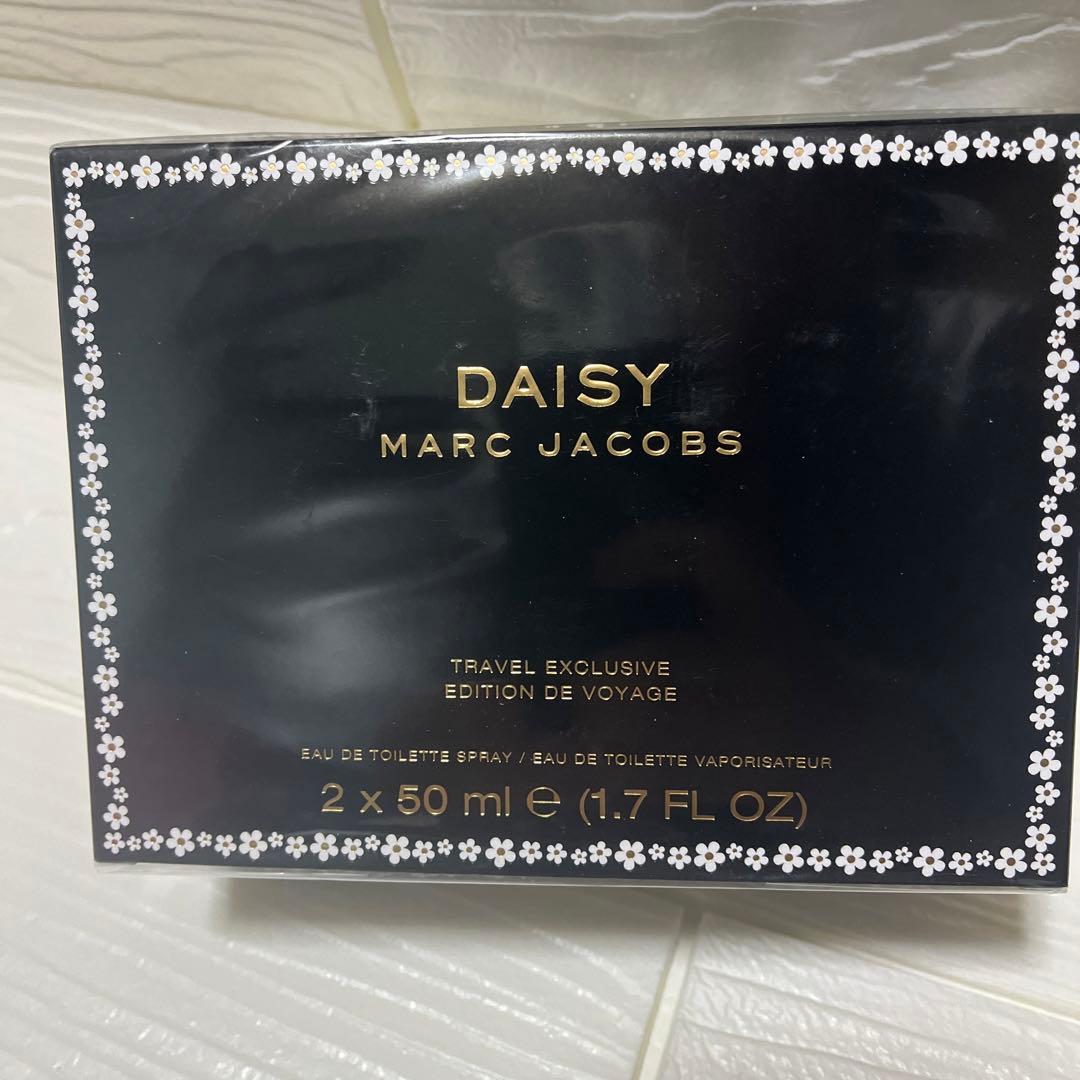 DAISY
MARC JACOBS
TRAVEL EXCLUSIVE
EDITION DE VOYAGE
EAU DE TOILETTE SPRAY / EAU DE TOILETTE VAPORISATEUR
2 x 50 ml ℮ (1.7 FL OZ)